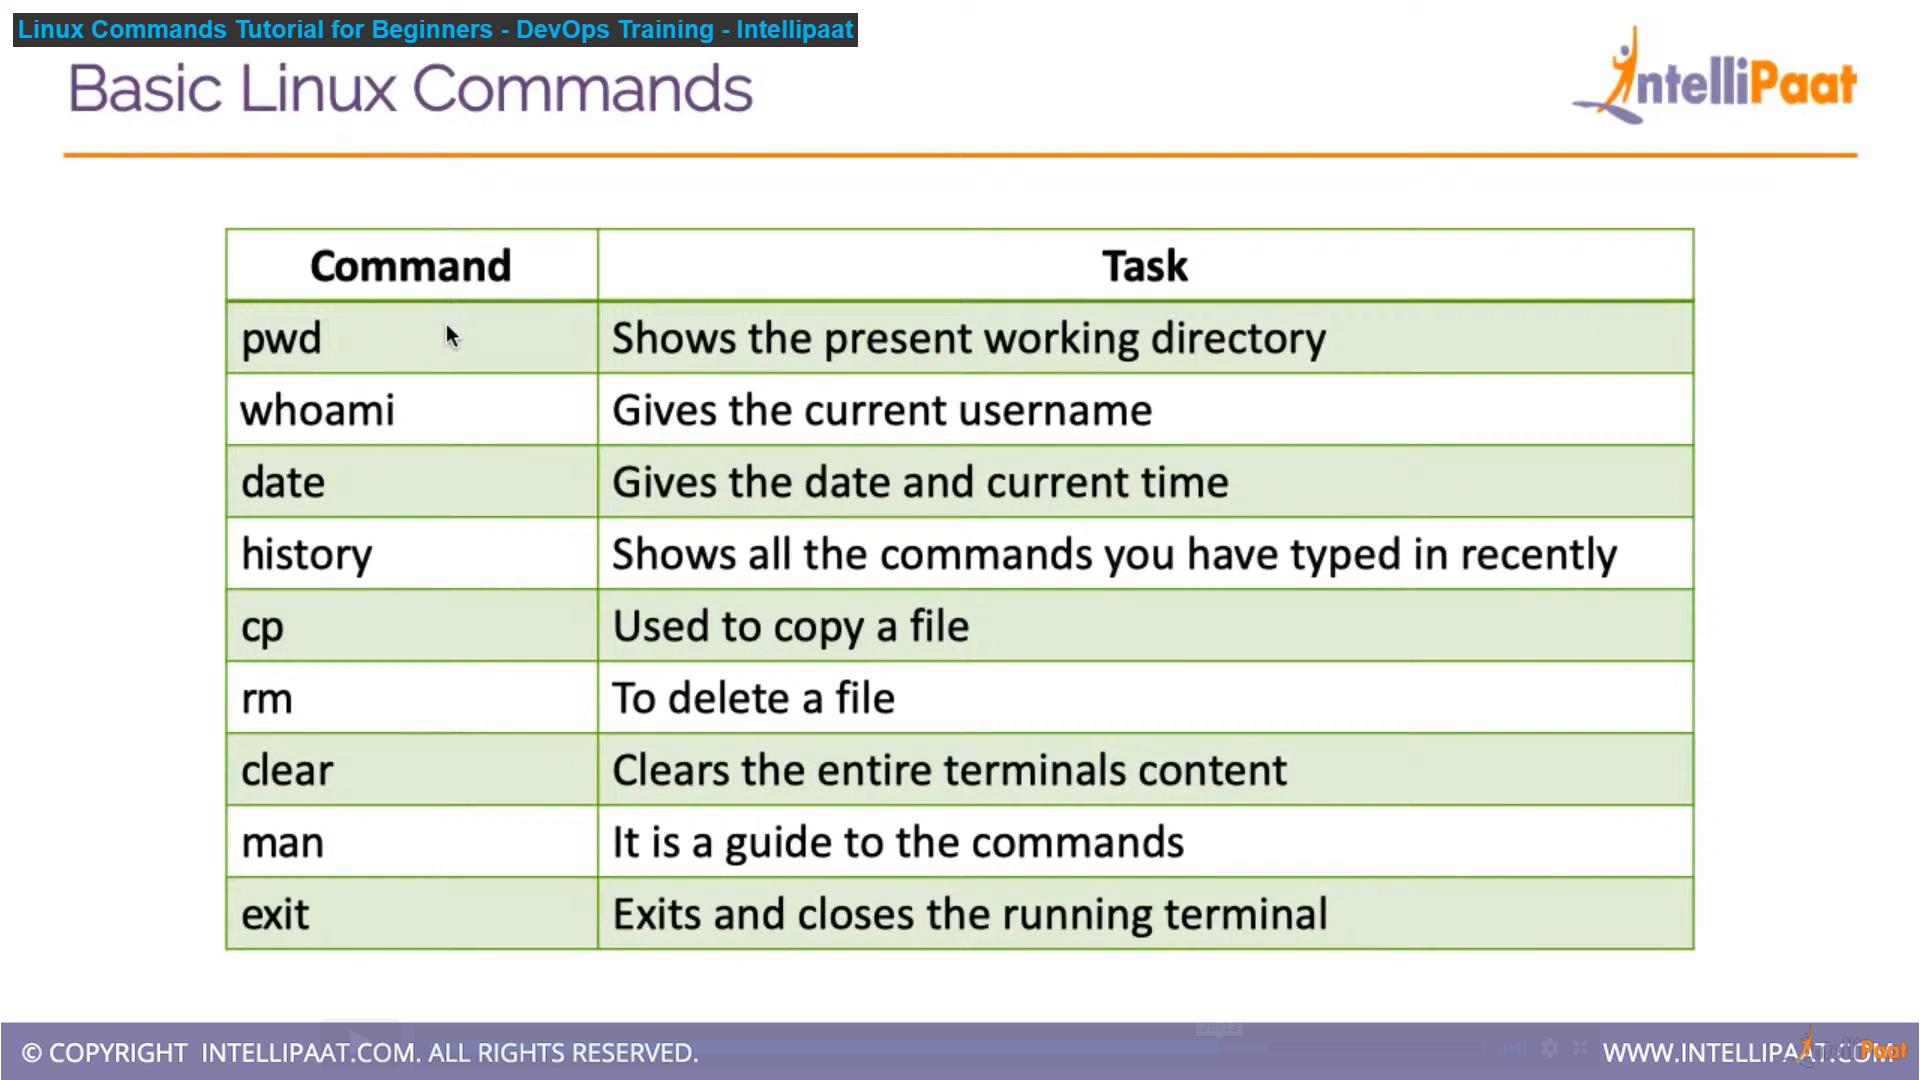 Linux Commands Tutorial for Beginners - DevOps Training - Intellipaat
Basic Linux Commands
IntelliPaat
Command Task
pwd Shows the present working directory
whoami Gives the current username
date Gives the date and current time
history Shows all the commands you have typed in recently
cp Used to copy a file
rm To delete a file
clear Clears the entire terminals content
man It is a guide to the commands
exit Exits and closes the running terminal
26:13
© COPYRIGHT INTELLIPAAT.COM. ALL RIGHTS RESERVED.
WWW.INTELLIPAAT.COM
IntelliPaat